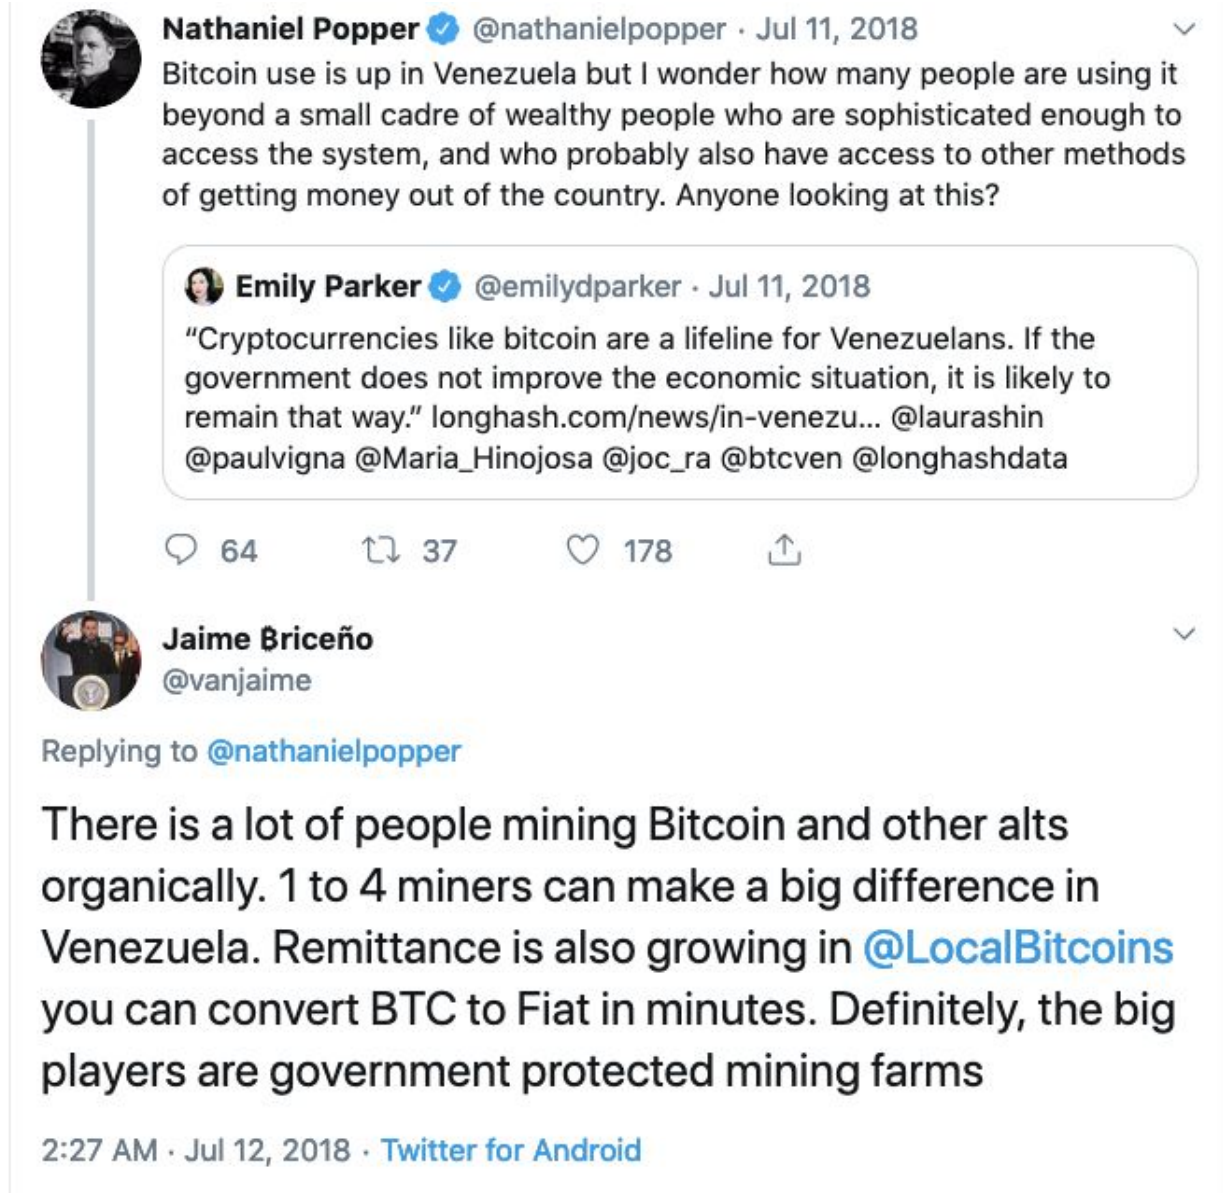 Nathaniel Popper @nathanielpopper · Jul 11, 2018
Bitcoin use is up in Venezuela but I wonder how many people are using it
beyond a small cadre of wealthy people who are sophisticated enough to
access the system, and who probably also have access to other methods
of getting money out of the country. Anyone looking at this?
Emily Parker @emilydparker · Jul 11, 2018
“Cryptocurrencies like bitcoin are a lifeline for Venezuelans. If the
government does not improve the economic situation, it is likely to
remain that way.” longhash.com/news/in-venezu... @laurashin
@paulvigna @Maria_Hinojosa @joc_ra @btcven @longhashdata
64 37 178
Jaime ₿riceño
@vanjaime
Replying to @nathanielpopper
There is a lot of people mining Bitcoin and other alts
organically. 1 to 4 miners can make a big difference in
Venezuela. Remittance is also growing in @LocalBitcoins
you can convert BTC to Fiat in minutes. Definitely, the big
players are government protected mining farms
2:27 AM · Jul 12, 2018 · Twitter for Android